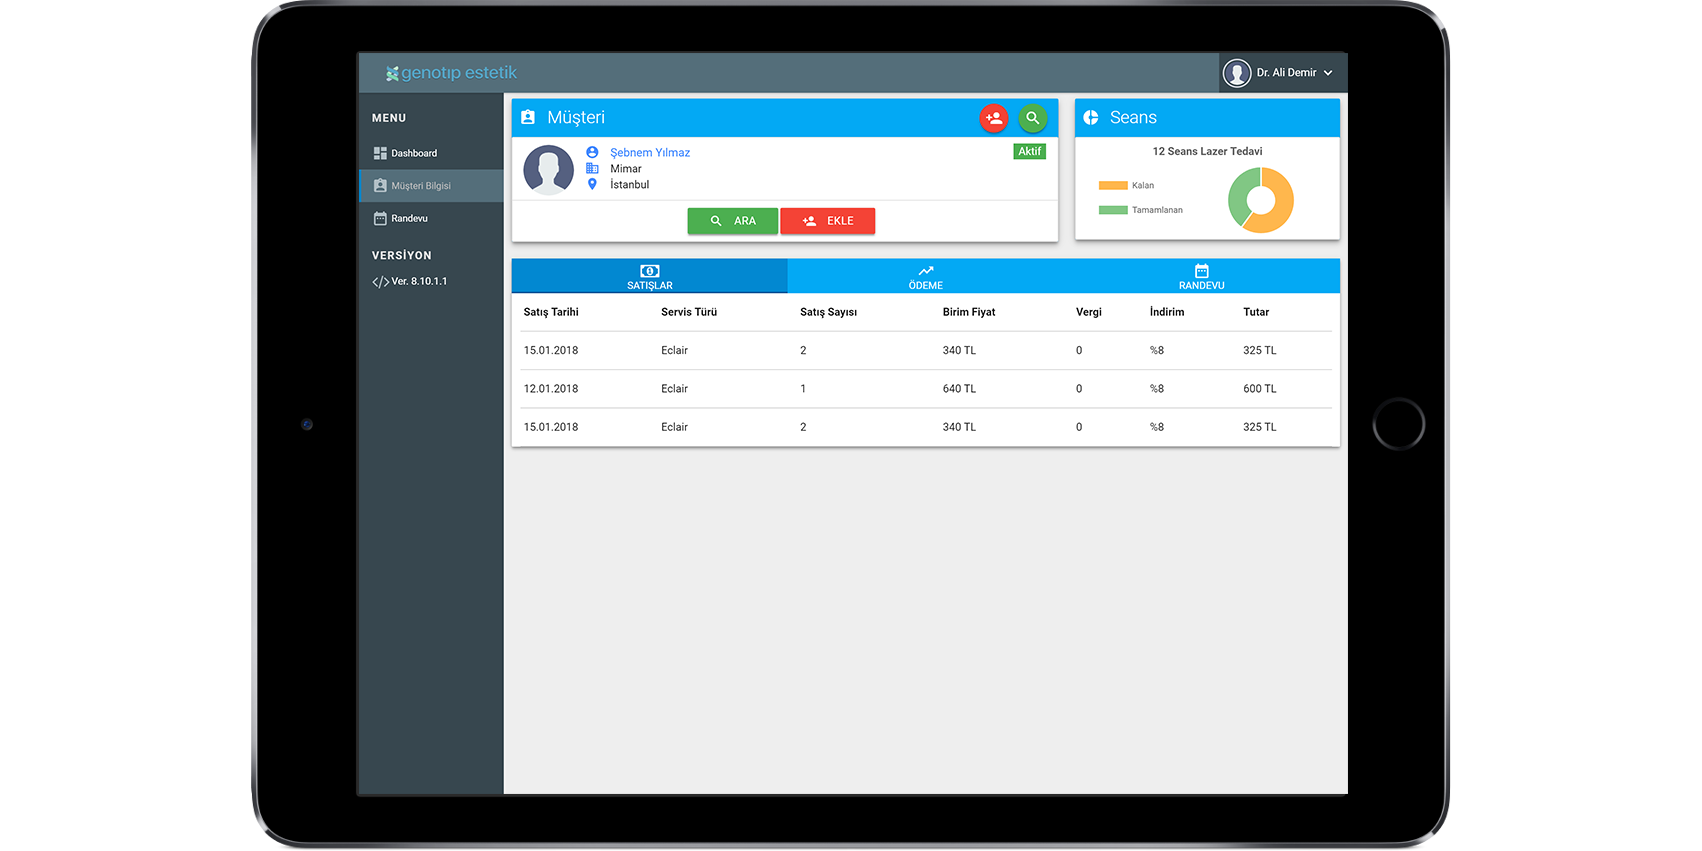 genotıp estetik
Dr. Ali Demir
MENU
Dashboard
Müşteri Bilgisi
Randevu
VERSİYON
Ver. 8.10.1.1
Müşteri
Şebnem Yılmaz
Mimar
İstanbul
Aktif
ARA
EKLE
Seans
12 Seans Lazer Tedavi
Kalan
Tamamlanan
SATIŞLAR
ÖDEME
RANDEVU
Satış Tarihi Servis Türü Satış Sayısı Birim Fiyat Vergi İndirim Tutar
15.01.2018 Eclair 2 340 TL 0 %8 325 TL
12.01.2018 Eclair 1 640 TL 0 %8 600 TL
15.01.2018 Eclair 2 340 TL 0 %8 325 TL